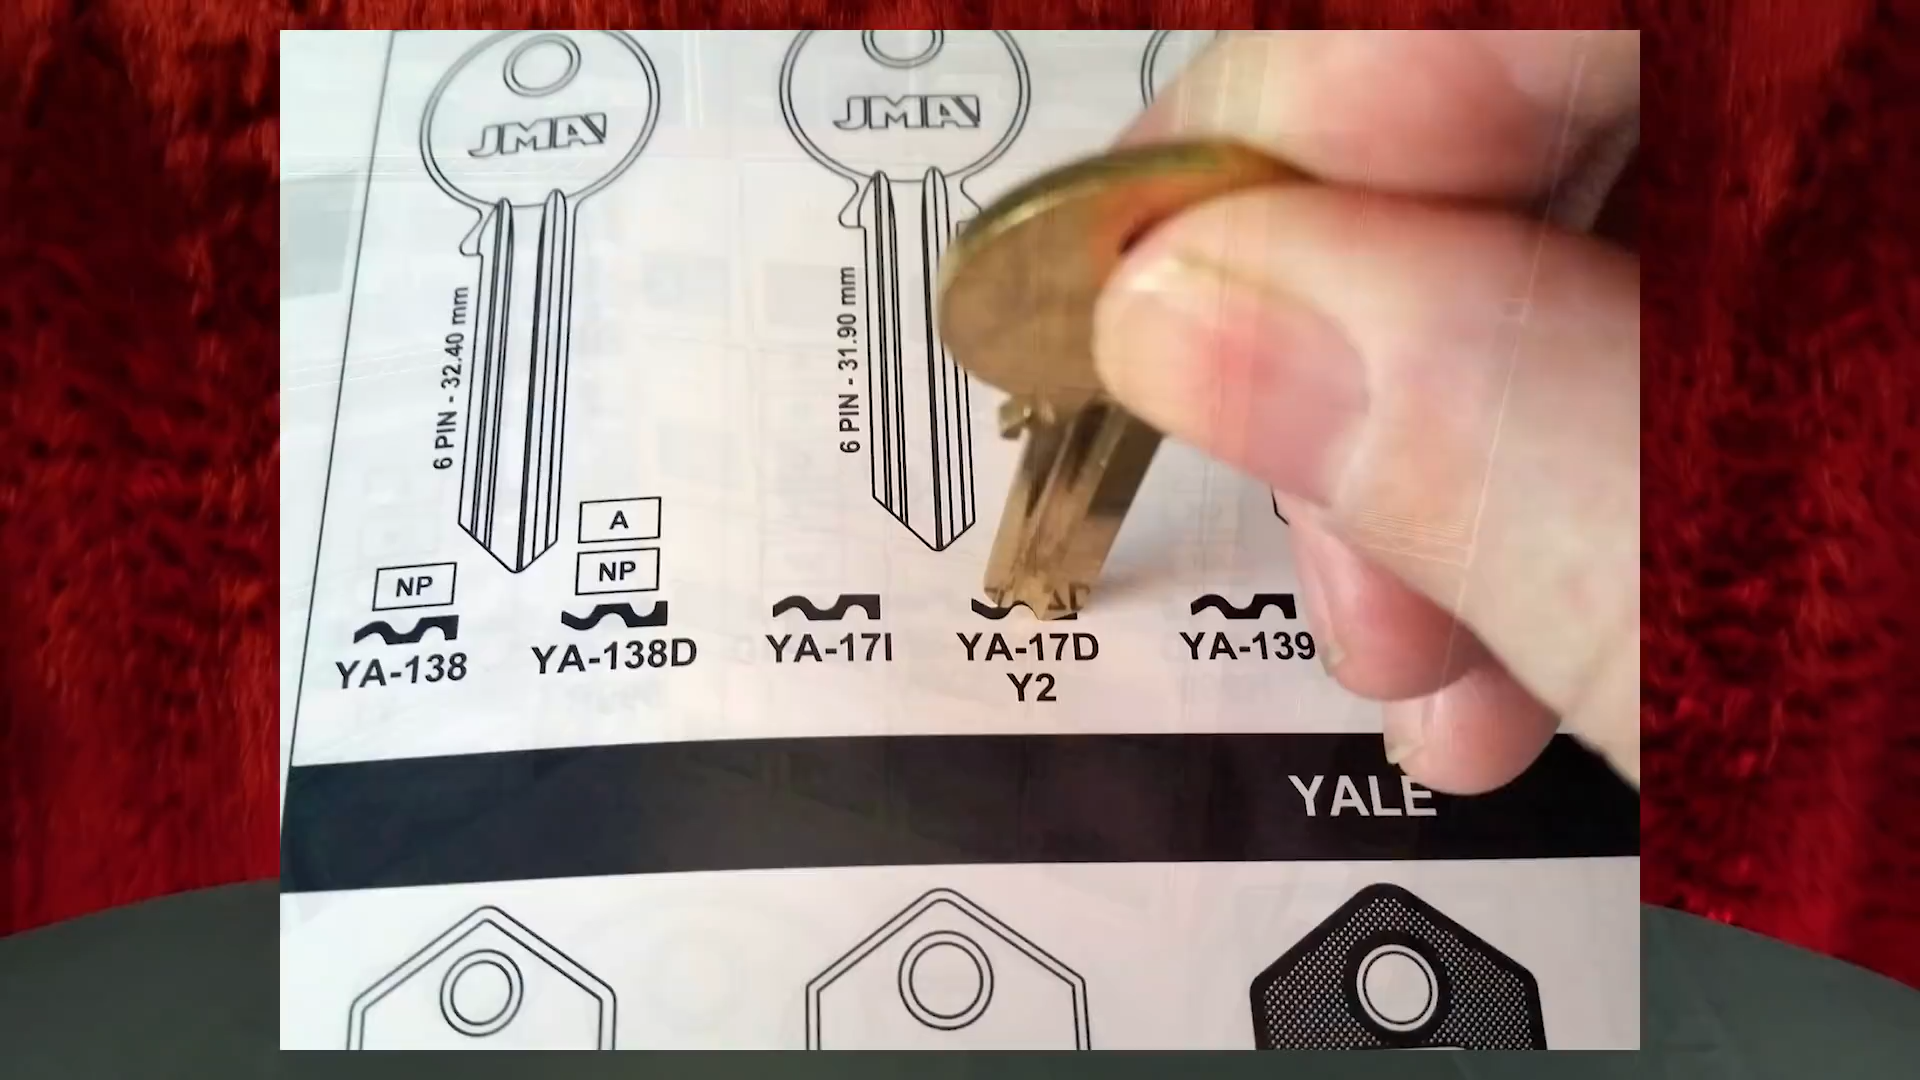 JMA
JMA
6 PIN - 32.40 mm
6 PIN - 31.90 mm
A
NP
NP
YA-138
YA-138D
YA-17I
YA-17D
YA-139
Y2
YALE